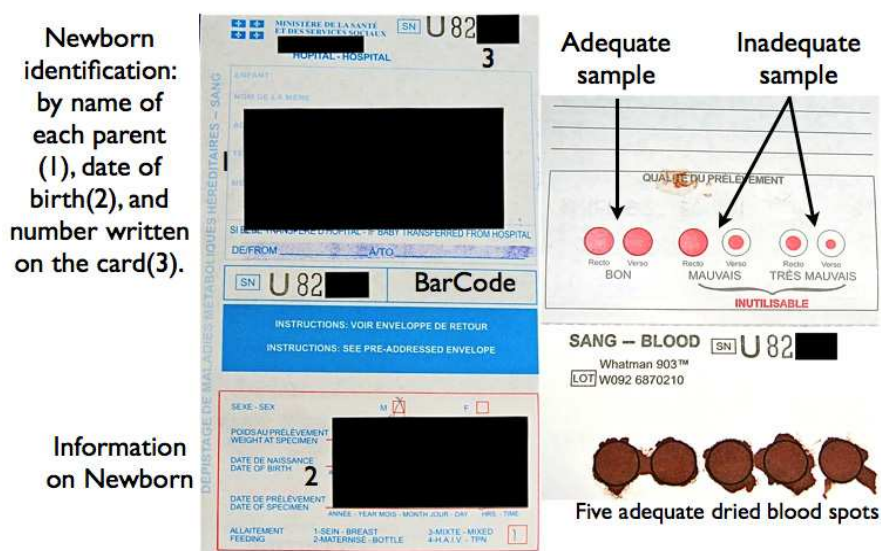 Newborn
identification:
by name of
each parent
(1), date of
birth(2), and
number written
on the card(3).
Information
on Newborn
MINISTÈRE DE LA SANTÉ
ET DES SERVICES SOCIAUX
SN U 82
HOPITAL - HOSPITAL
3
ENFANT
NOM DE LA MÈRE
1
DÉPISTAGE DE MALADIES MÉTABOLIQUES HÉRÉDITAIRES – SANG
SI BÉBÉ TRANSFÉRÉ D'HOPITAL - IF BABY TRANSFERRED FROM HOSPITAL
DE/FROM A/TO
SN U 82 BarCode
INSTRUCTIONS: VOIR ENVELOPPE DE RETOUR
INSTRUCTIONS: SEE PRE-ADDRESSED ENVELOPE
SEXE - SEX M X F
POIDS AU PRÉLÈVEMENT
WEIGHT AT SPECIMEN
DATE DE NAISSANCE
DATE OF BIRTH
2
DATE DE PRÉLÈVEMENT
DATE OF SPECIMEN
ANNÉE - YEAR MOIS - MONTH JOUR - DAY HRS. - TIME
ALLAITEMENT 1-SEIN - BREAST 3-MIXTE - MIXED
FEEDING 2-MATERNISÉ - BOTTLE 4-H.A.I.V. - TPN
1
Adequate
sample
Inadequate
sample
QUALITÉ DU PRÉLÈVEMENT
Recto Verso Recto Verso Recto Verso
BON MAUVAIS TRÈS MAUVAIS
INUTILISABLE
SANG – BLOOD SN U 82
Whatman 903™
LOT W092 6870210
Five adequate dried blood spots